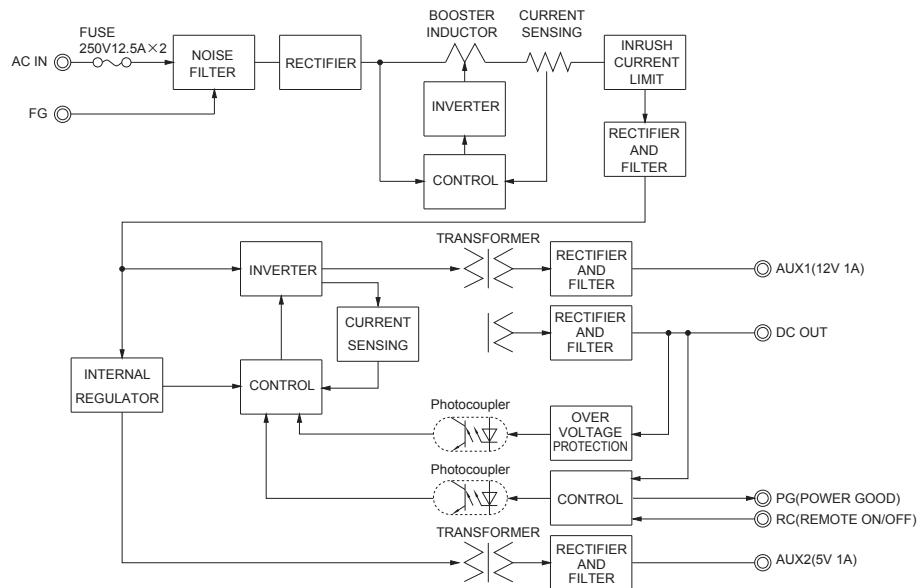 FUSE
250V12.5A×2
AC IN
FG
NOISE
FILTER
RECTIFIER
BOOSTER
INDUCTOR
CURRENT
SENSING
INRUSH
CURRENT
LIMIT
INVERTER
CONTROL
RECTIFIER
AND
FILTER
INVERTER
TRANSFORMER
RECTIFIER
AND
FILTER
AUX1(12V 1A)
CURRENT
SENSING
RECTIFIER
AND
FILTER
DC OUT
INTERNAL
REGULATOR
CONTROL
Photocoupler
OVER
VOLTAGE
PROTECTION
Photocoupler
CONTROL
PG(POWER GOOD)
RC(REMOTE ON/OFF)
TRANSFORMER
RECTIFIER
AND
FILTER
AUX2(5V 1A)